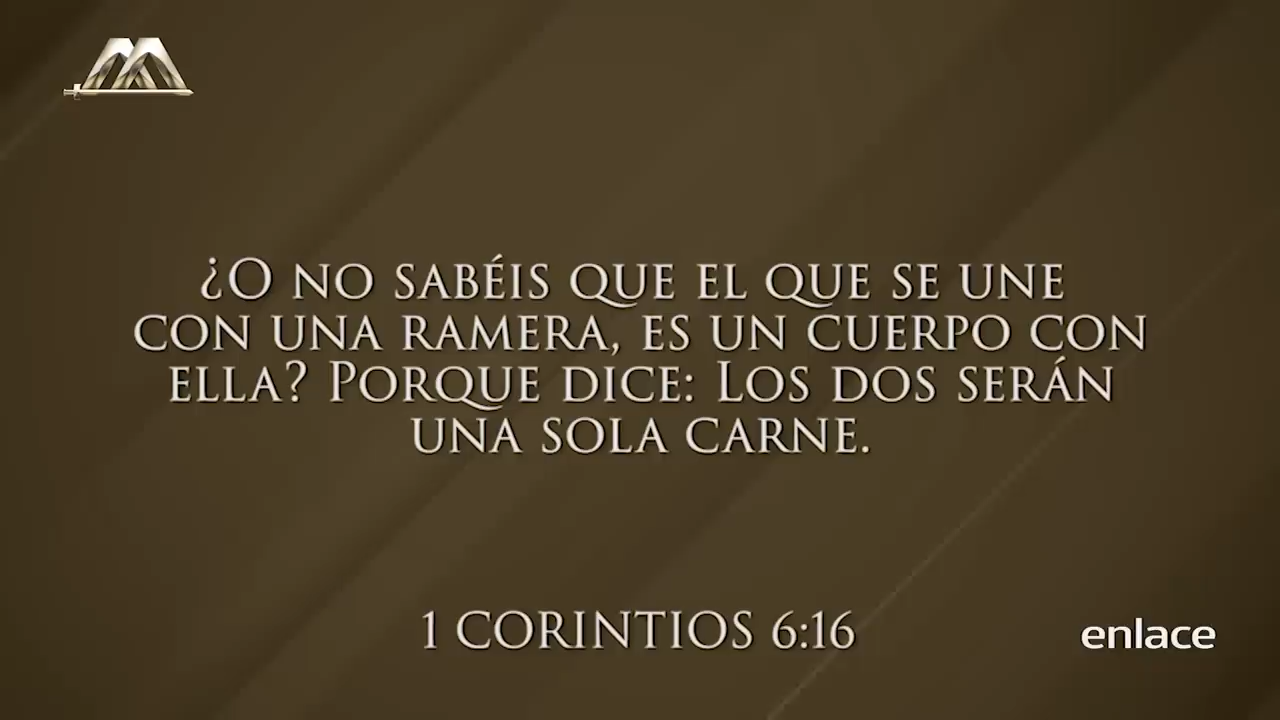 ¿O NO SABÉIS QUE EL QUE SE UNE
CON UNA RAMERA, ES UN CUERPO CON
ELLA? PORQUE DICE: LOS DOS SERÁN
UNA SOLA CARNE.
1 CORINTIOS 6:16
enlace